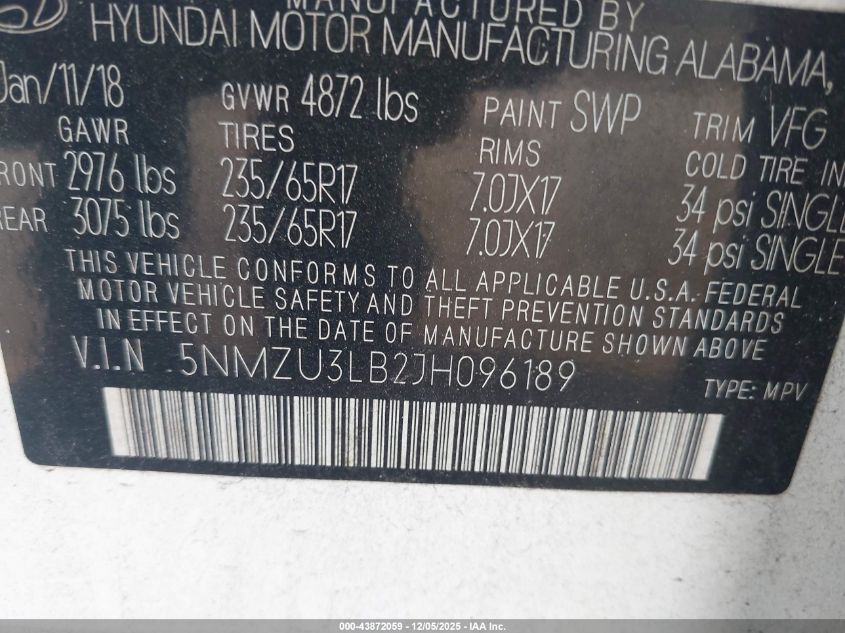 MANUFACTURED BY
HYUNDAI MOTOR MANUFACTURING ALABAMA,
Jan/11/18 GVWR 4872 lbs PAINT SWP TRIM VFG
GAWR TIRES RIMS COLD TIRE IN
FRONT 2976 lbs 235/65R17 7.0JX17 34 psi SINGLE
REAR 3075 lbs 235/65R17 7.0JX17 34 psi SINGLE
THIS VEHICLE CONFORMS TO ALL APPLICABLE U.S.A. FEDERAL
MOTOR VEHICLE SAFETY AND THEFT PREVENTION STANDARDS
IN EFFECT ON THE DATE OF MANUFACTURE SHOWN ABOVE
V.I.N 5NMZU3LB2JH096189 TYPE: MPV
000-43872059 - 12/05/2025 - IAA Inc.